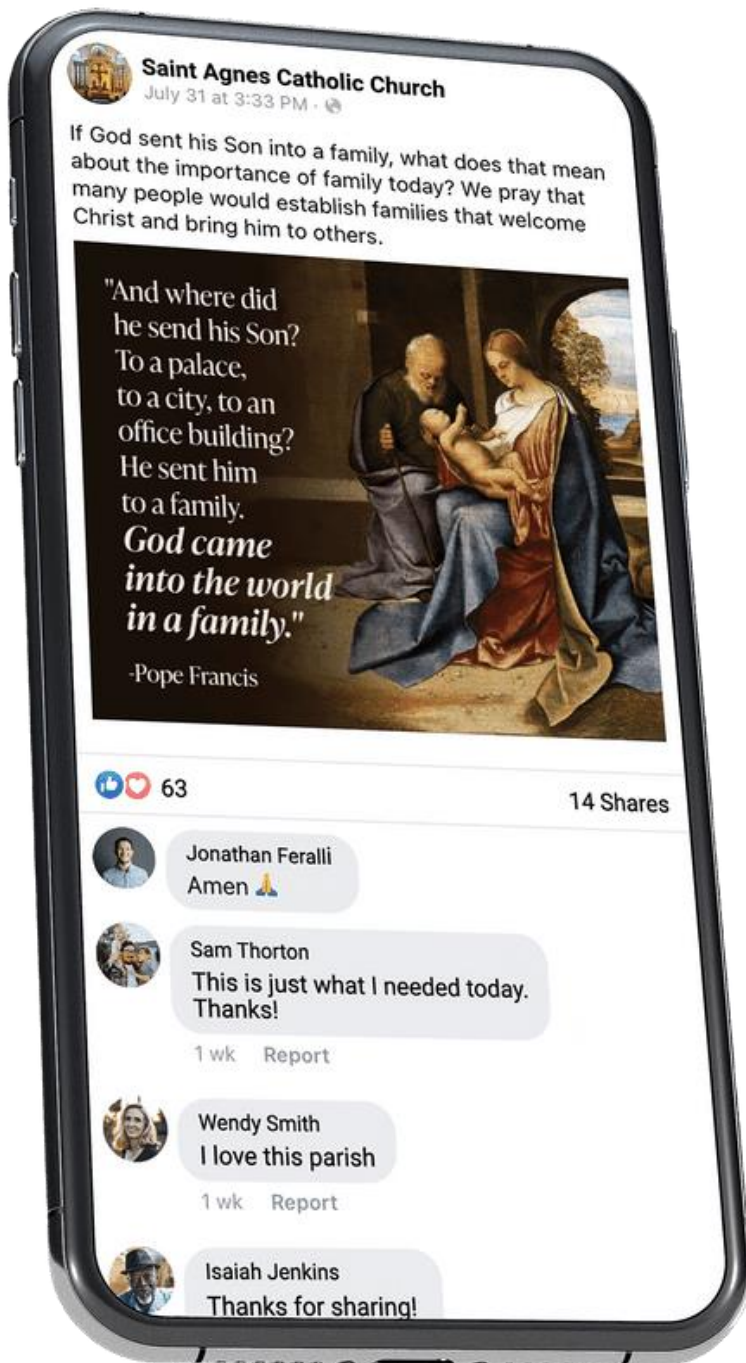 Saint Agnes Catholic Church
July 31 at 3:33 PM ·
If God sent his Son into a family, what does that mean
about the importance of family today? We pray that
many people would establish families that welcome
Christ and bring him to others.
"And where did
he send his Son?
To a palace,
to a city, to an
office building?
He sent him
to a family.
God came
into the world
in a family."
-Pope Francis
63
14 Shares
Jonathan Feralli
Amen 🙏
Sam Thorton
This is just what I needed today.
Thanks!
1 wk Report
Wendy Smith
I love this parish
1 wk Report
Isaiah Jenkins
Thanks for sharing!